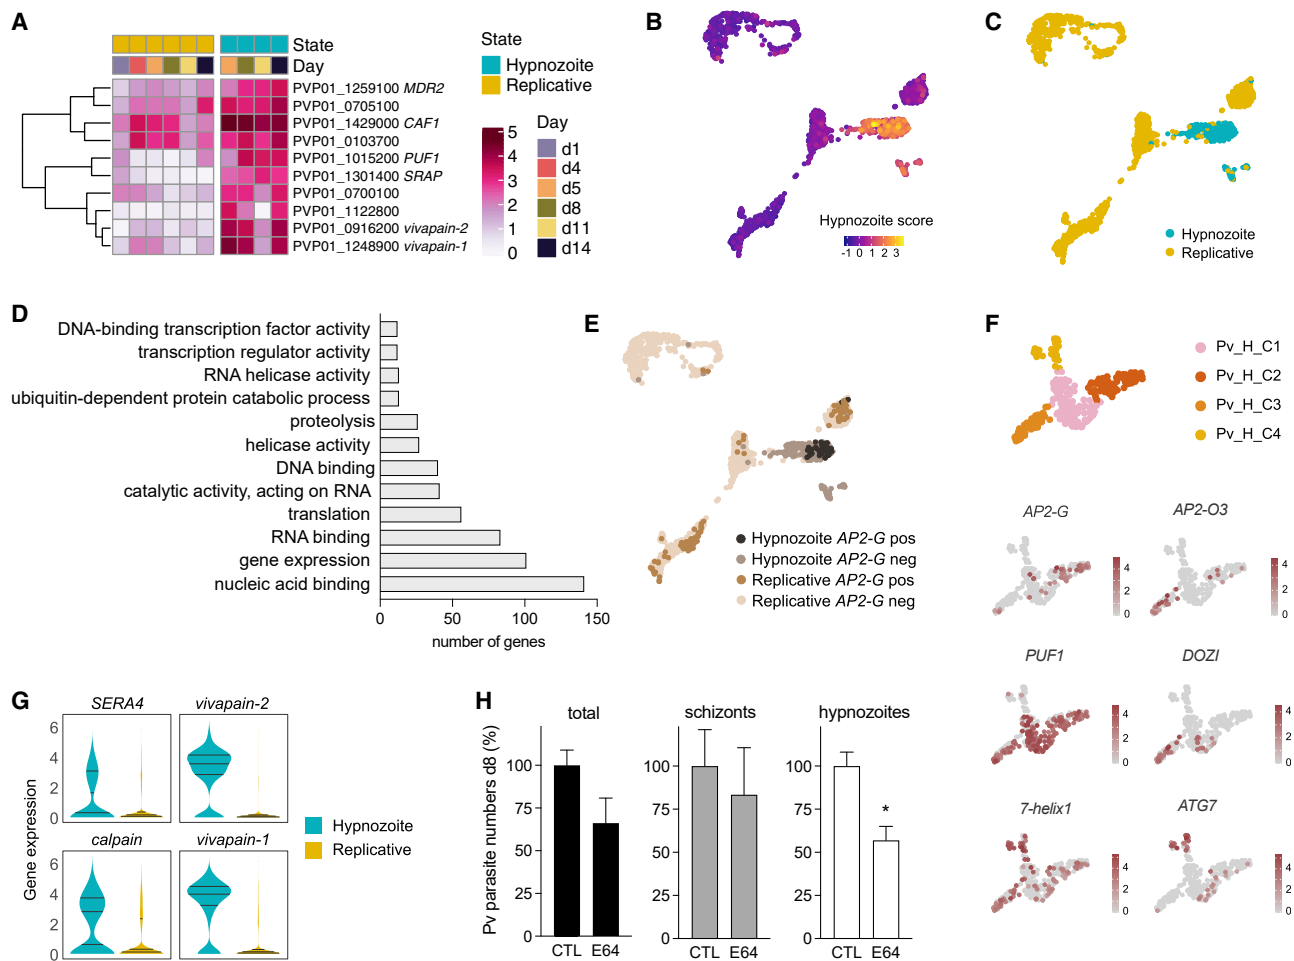 A
State
Day
PVP01_1259100 MDR2
PVP01_0705100
PVP01_1429000 CAF1
PVP01_0103700
PVP01_1015200 PUF1
PVP01_1301400 SRAP
PVP01_0700100
PVP01_1122800
PVP01_0916200 vivapain-2
PVP01_1248900 vivapain-1
State
Hypnozoite
Replicative
5
4
3
2
1
0
Day
d1
d4
d5
d8
d11
d14
B
Hypnozoite score
-1 0 1 2 3
C
Hypnozoite
Replicative
D
DNA-binding transcription factor activity
transcription regulator activity
RNA helicase activity
ubiquitin-dependent protein catabolic process
proteolysis
helicase activity
DNA binding
catalytic activity, acting on RNA
translation
RNA binding
gene expression
nucleic acid binding
0 50 100 150
number of genes
E
Hypnozoite AP2-G pos
Hypnozoite AP2-G neg
Replicative AP2-G pos
Replicative AP2-G neg
F
Pv_H_C1
Pv_H_C2
Pv_H_C3
Pv_H_C4
AP2-G
4
2
0
AP2-O3
4
2
0
PUF1
4
2
0
DOZI
4
2
0
7-helix1
4
2
0
ATG7
4
2
0
G
Gene expression
SERA4
vivapain-2
6
4
2
0
calpain
vivapain-1
6
4
2
0
Hypnozoite
Replicative
H
Pv parasite numbers d8 (%)
total
100
75
50
25
0
CTL E64
schizonts
100
75
50
25
0
CTL E64
hypnozoites
100
75
50
25
0
*
CTL E64